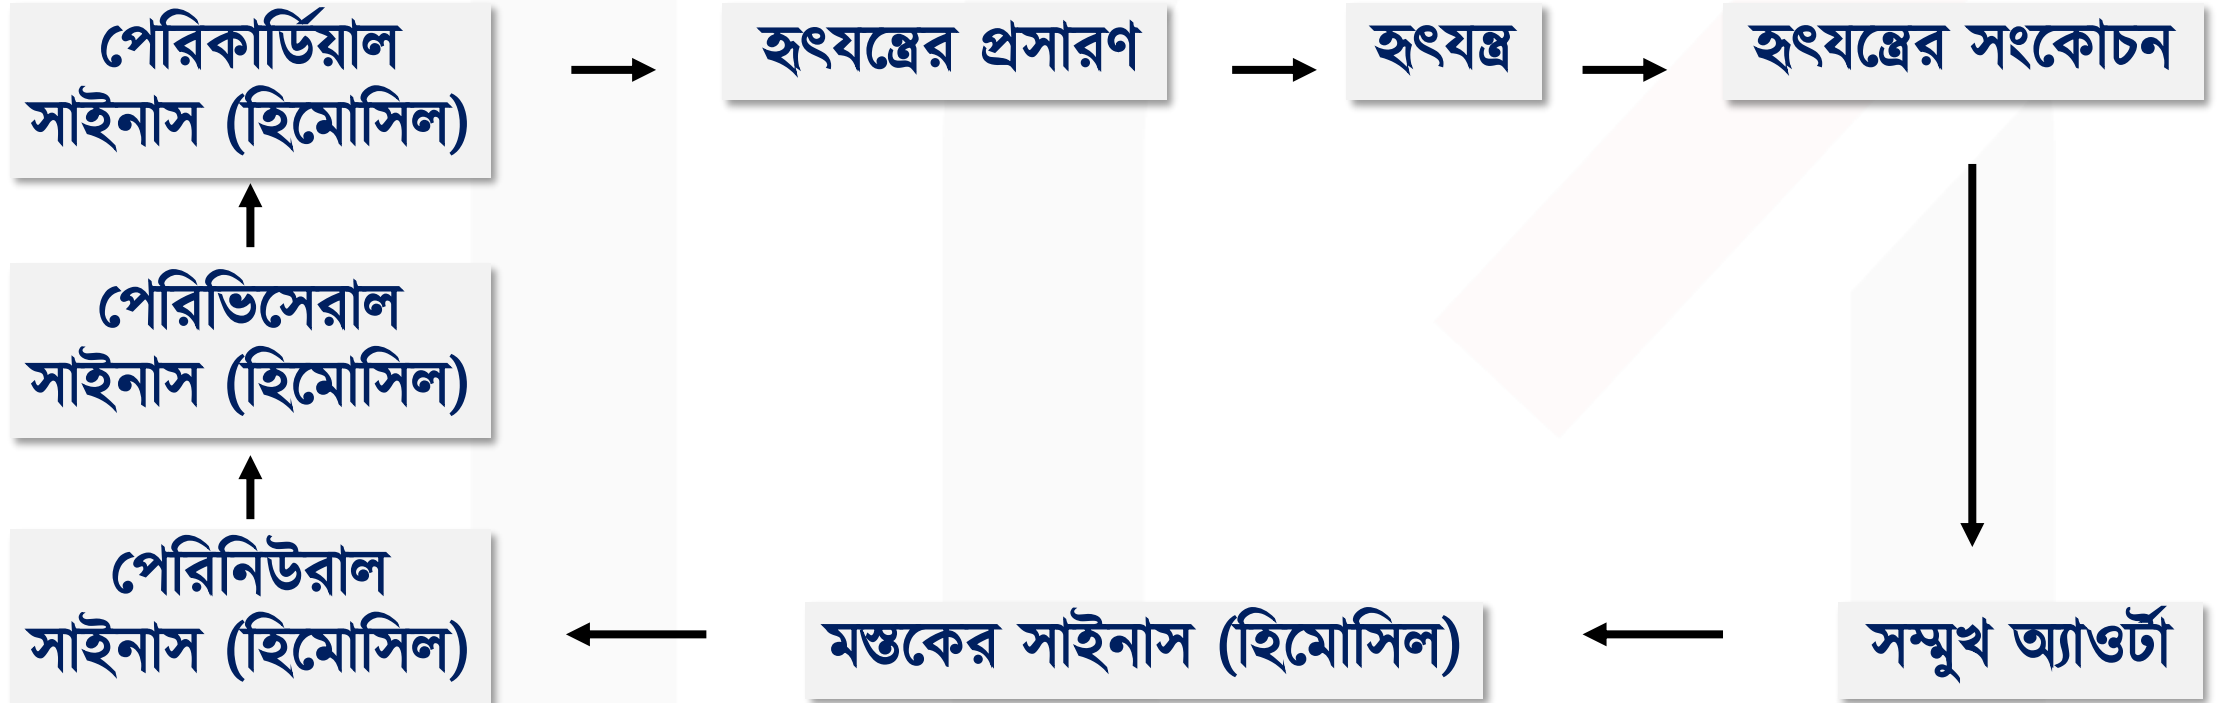 পেরিকার্ডিয়াল
সাইনাস (হিমোসিল)
হৃৎযন্ত্রের প্রসারণ
হৃৎযন্ত্র
হৃৎযন্ত্রের সংকোচন
পেরিভিসেরাল
সাইনাস (হিমোসিল)
পেরিনিউরাল
সাইনাস (হিমোসিল)
মস্তকের সাইনাস (হিমোসিল)
সম্মুখ অ্যাওর্টা